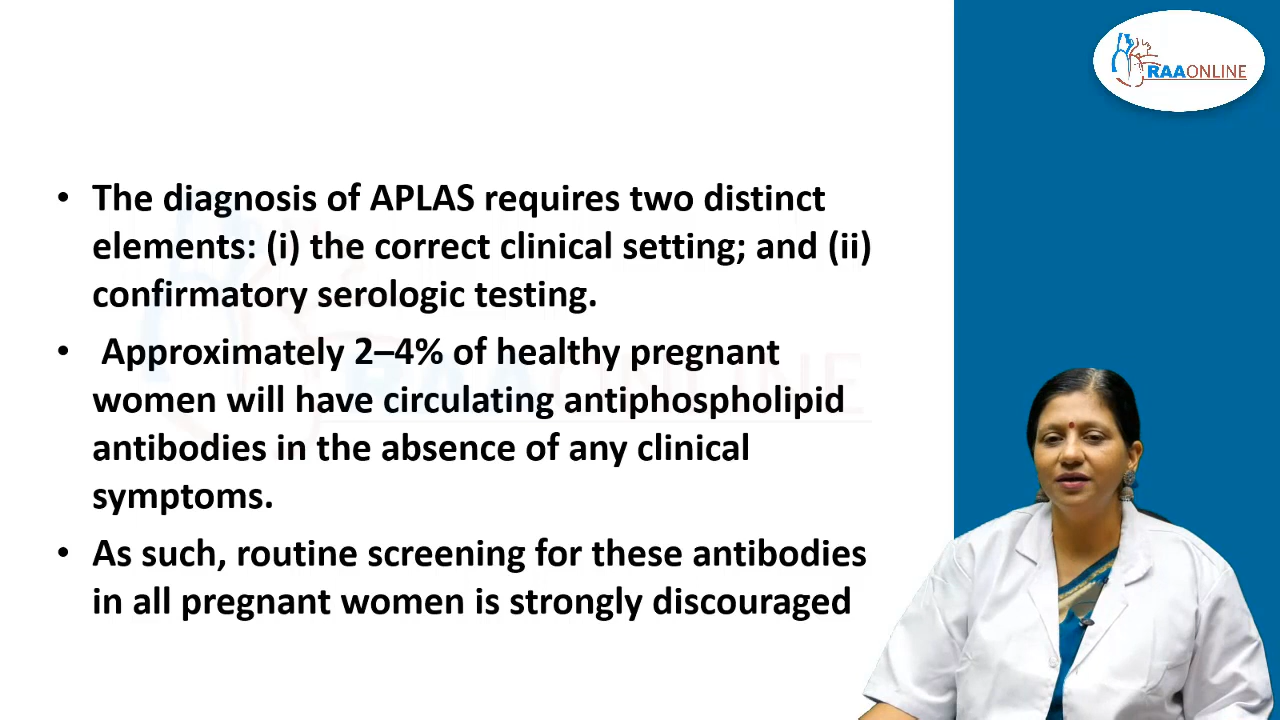 RAAONLINE
• The diagnosis of APLAS requires two distinct
elements: (i) the correct clinical setting; and (ii)
confirmatory serologic testing.
• Approximately 2–4% of healthy pregnant
women will have circulating antiphospholipid
antibodies in the absence of any clinical
symptoms.
• As such, routine screening for these antibodies
in all pregnant women is strongly discouraged
RAAONLINE